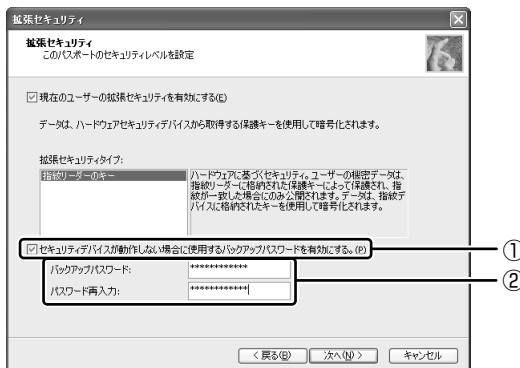 拡張セキュリティ
拡張セキュリティ
このパスポートのセキュリティレベルを設定
現在のユーザーの拡張セキュリティを有効にする(E)
データは、ハードウェアセキュリティデバイスから取得する保護キーを使用して暗号化されます。
拡張セキュリティタイプ:
指紋リーダーのキー
ハードウェアに基づくセキュリティ。ユーザーの機密データは、
指紋リーダーに格納された保護キーによって保護され、指
紋が一致した場合にのみ公開されます。データは、指紋デ
バイスに格納されたキーを使用して暗号化されます。
セキュリティデバイスが動作しない場合に使用するバックアップパスワードを有効にする。(P)
①
バックアップパスワード: ************
②
パスワード再入力: ************
< 戻る(B) 次へ(N) > キャンセル